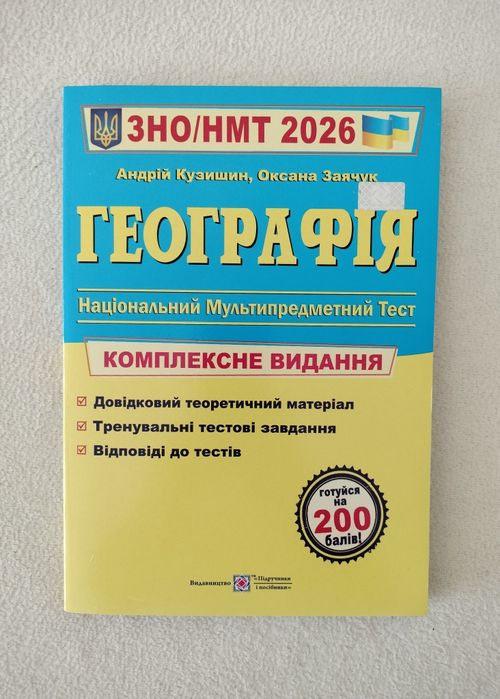 ЗНО/НМТ 2026
Андрій Кузишин, Оксана Заячук
ГЕОГРАФІЯ
Національний Мультипредметний Тест
КОМПЛЕКСНЕ ВИДАННЯ
Довідковий теоретичний матеріал
Тренувальні тестові завдання
Відповіді до тестів
готуйся
на
200
балів!
Видавництво «Підручники
і посібники»